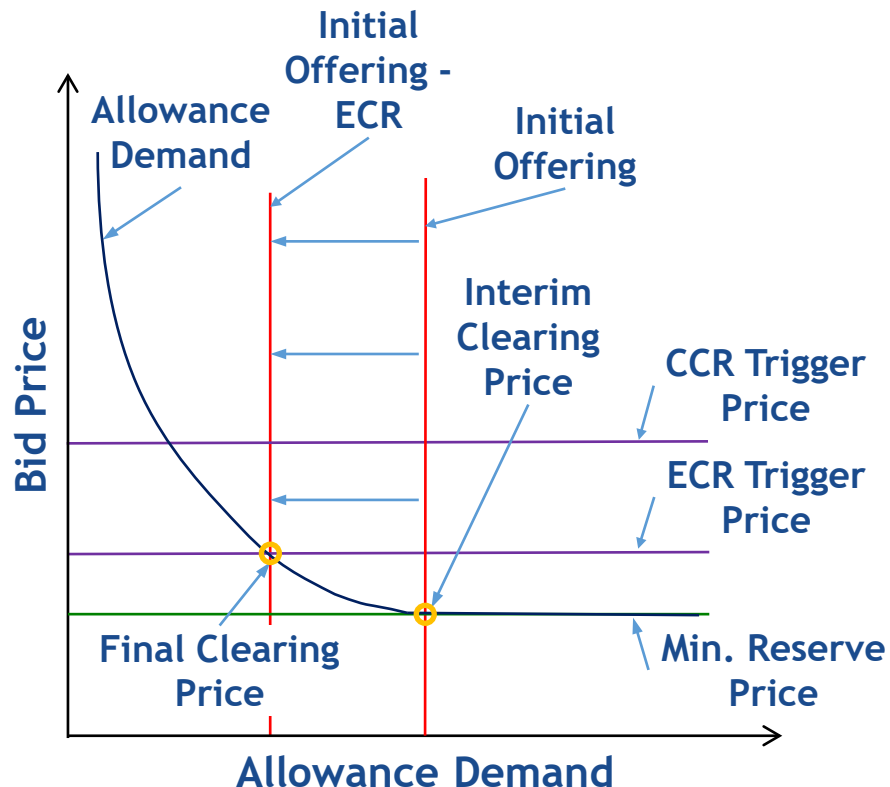 Initial
Offering -
ECR
Allowance
Demand
Initial
Offering
Interim
Clearing
Price
CCR Trigger
Price
ECR Trigger
Price
Bid Price
Final Clearing
Price
Min. Reserve
Price
Allowance Demand